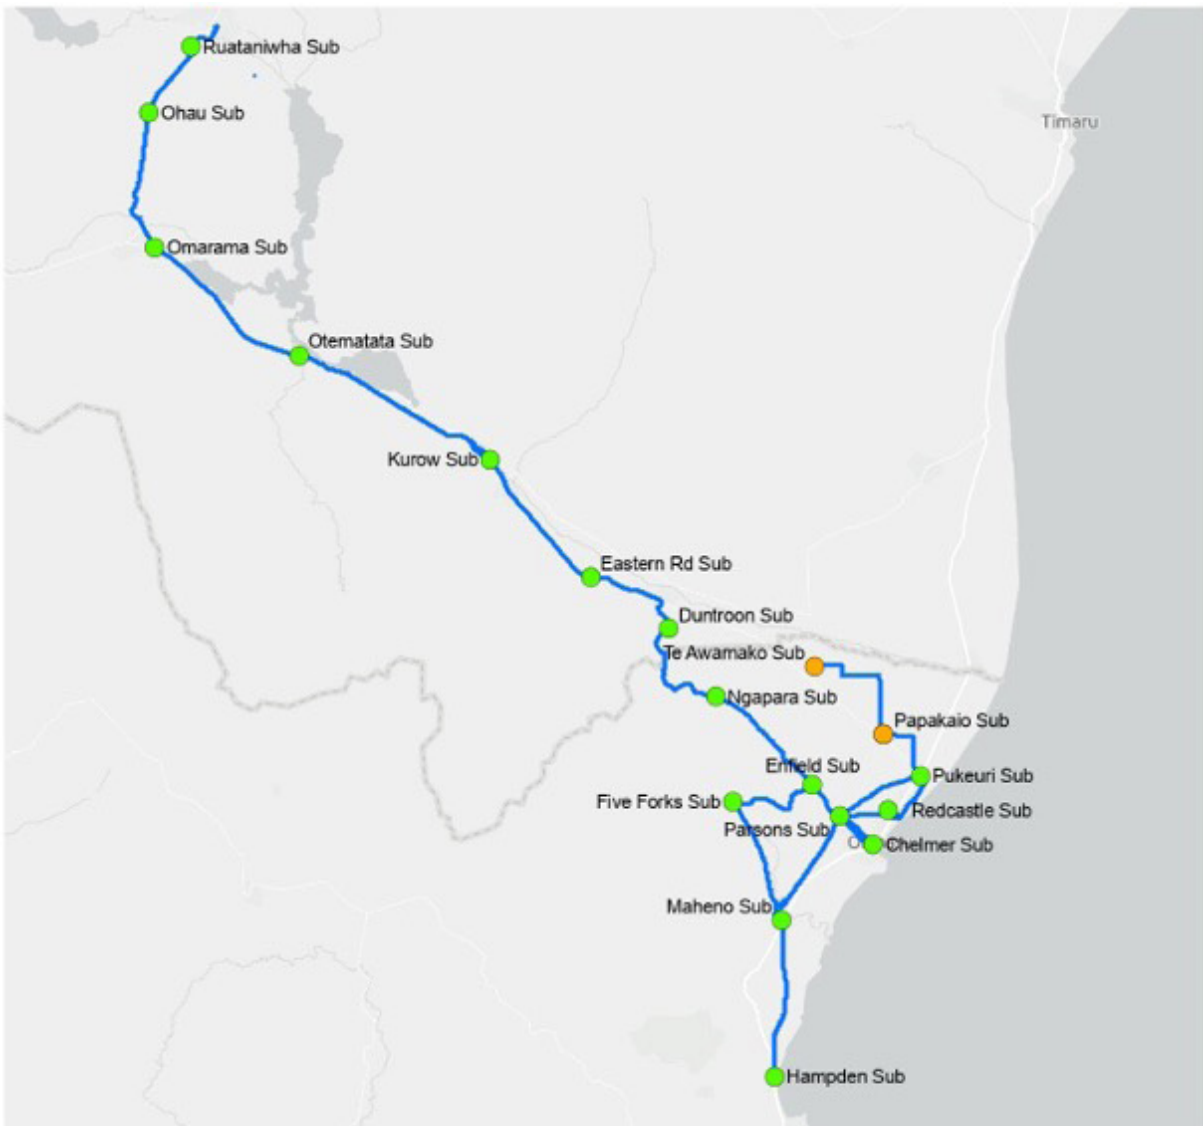 Ruataniwha Sub
Ohau Sub
Timaru
Omarama Sub
Otematata Sub
Kurow Sub
Eastern Rd Sub
Duntroon Sub
Te Awamako Sub
Ngapara Sub
Papakaio Sub
Enfield Sub
Pukeuri Sub
Five Forks Sub
Redcastle Sub
Parsons Sub
Chelmer Sub
Maheno Sub
Hampden Sub